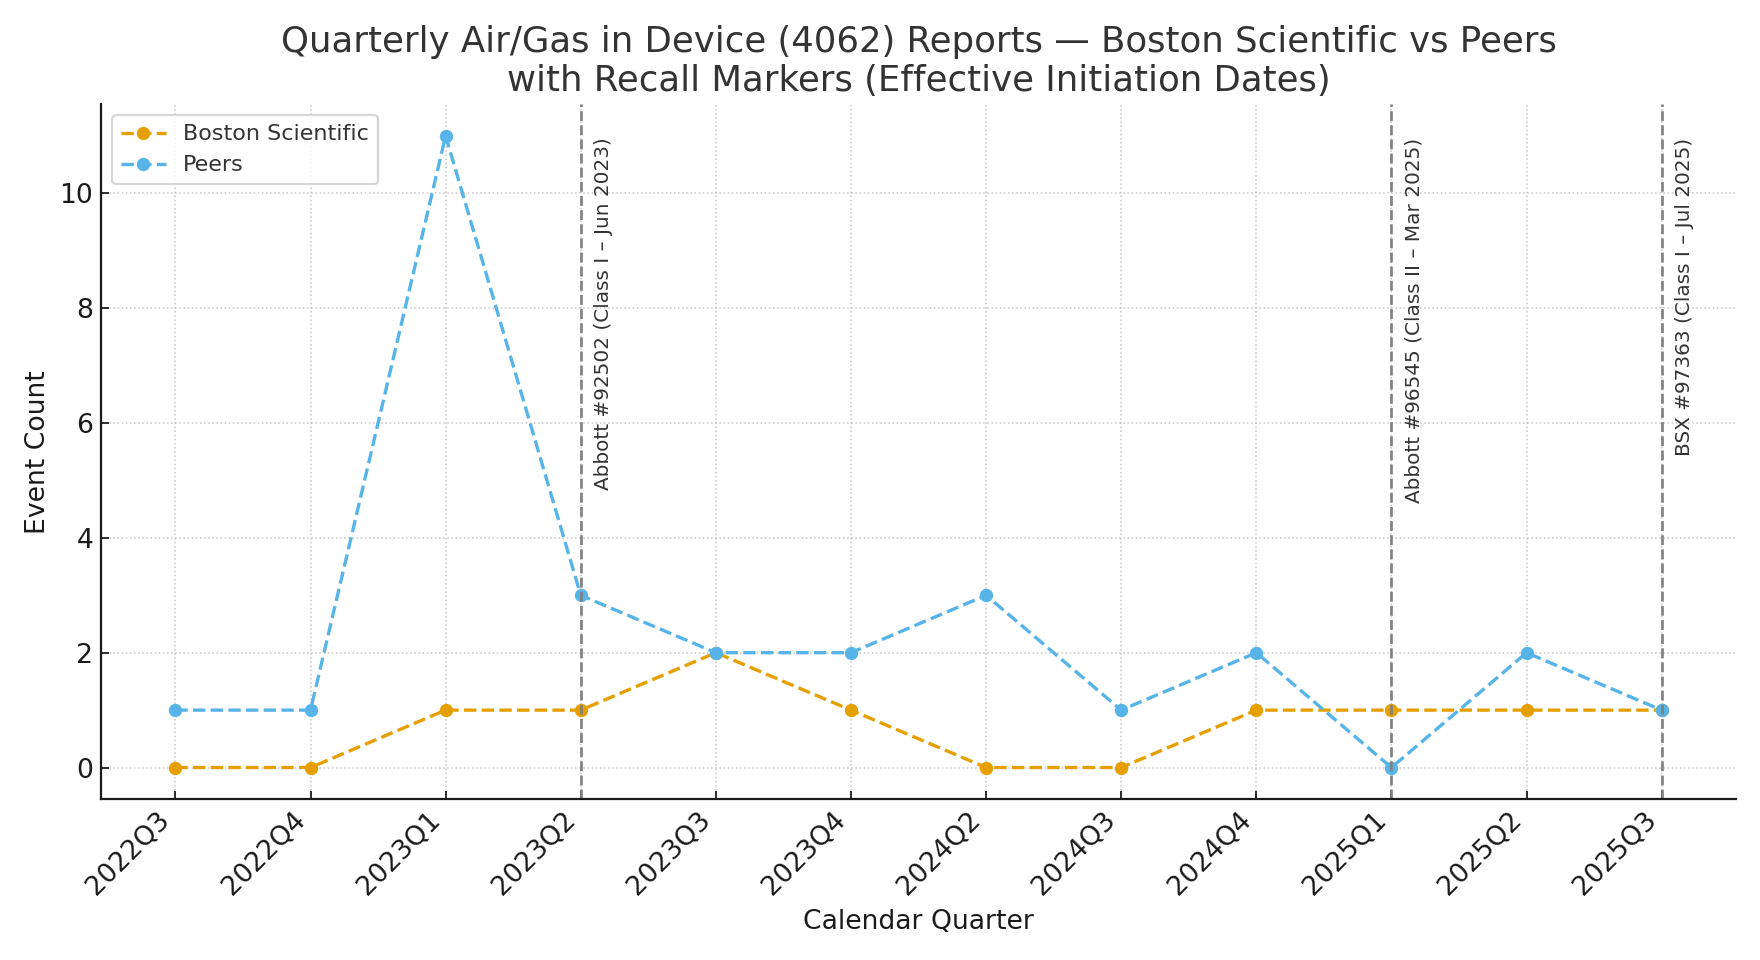 Quarterly Air/Gas in Device (4062) Reports — Boston Scientific vs Peers
with Recall Markers (Effective Initiation Dates)
Boston Scientific
Peers
Event Count
10
8
6
4
2
0
Abbott #92502 (Class I – Jun 2023)
Abbott #96545 (Class II – Mar 2025)
BSX #97363 (Class I – Jul 2025)
2022Q3
2022Q4
2023Q1
2023Q2
2023Q3
2023Q4
2024Q2
2024Q3
2024Q4
2025Q1
2025Q2
2025Q3
Calendar Quarter